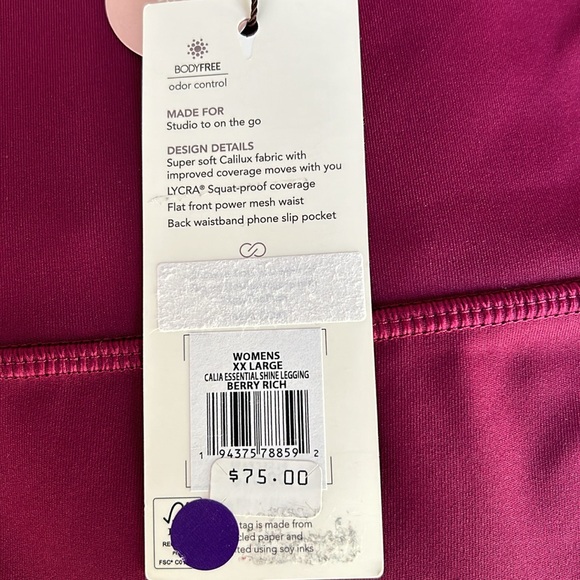 BODYFREE
odor control
MADE FOR
Studio to on the go
DESIGN DETAILS
Super soft Calilux fabric with
improved coverage moves with you
LYCRA® Squat-proof coverage
Flat front power mesh waist
Back waistband phone slip pocket
WOMENS
XX LARGE
CALIA ESSENTIAL SHINE LEGGING
BERRY RICH
1 94375 78859 2
$75.00
tag is made from
paper and
using soy inks
FSC®